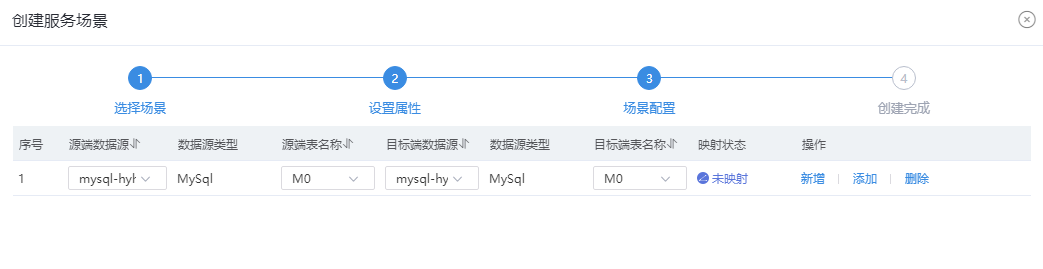 创建服务场景
1 2 3 4
选择场景 设置属性 场景配置 创建完成
序号 源端数据源 数据源类型 源端表名称 目标端数据源 数据源类型 目标端表名称 映射状态 操作
1 mysql-hyh MySql M0 mysql-hy MySql M0 未映射 新增 添加 删除